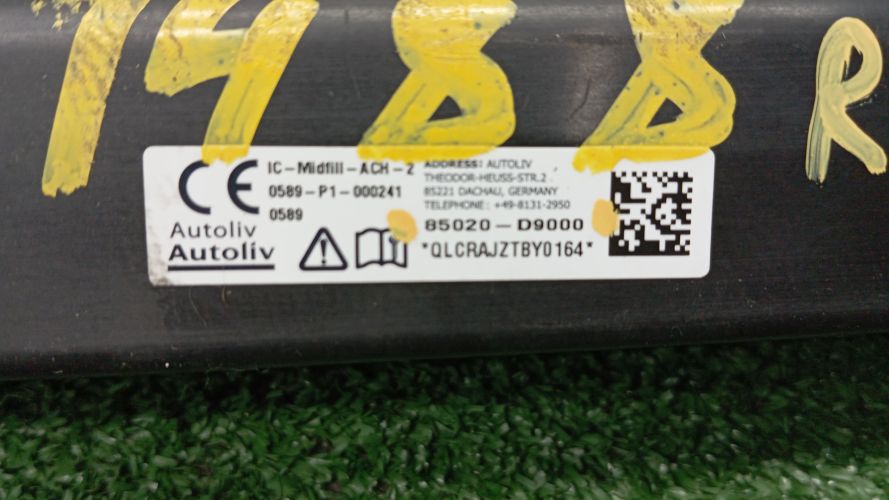 1488 R
IC-Midfill-ACH-2
0589-P1-000241
0589
Autoliv
Autoliv
ADDRESS: AUTOLIV
THEODOR-HEUSS-STR.2
85221 DACHAU, GERMANY
TELEPHONE: +49-8131-2950
85020-D9000
*QLCRAJZTBY0164*